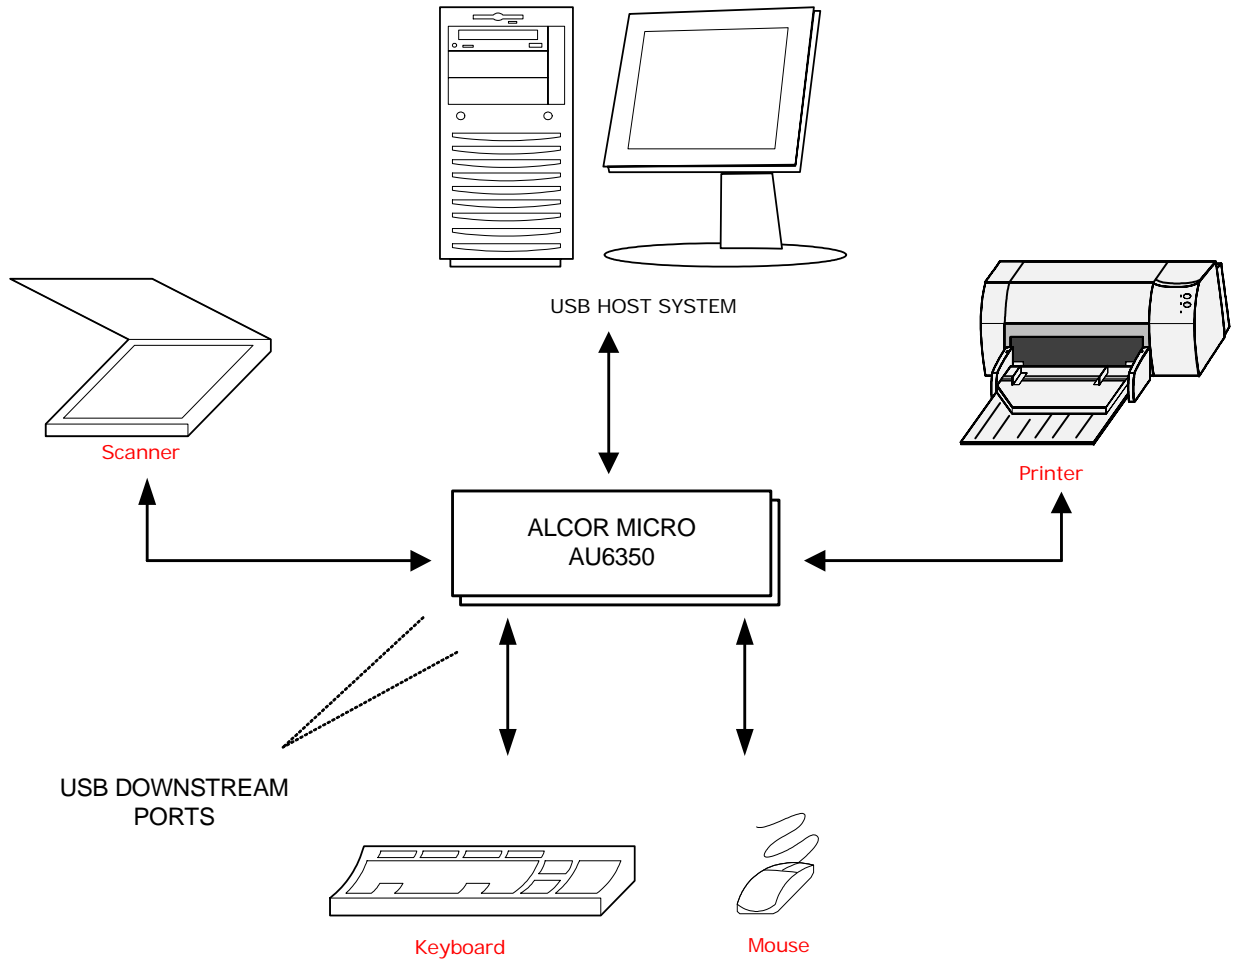 USB HOST SYSTEM
Scanner
Printer
ALCOR MICRO
AU6350
USB DOWNSTREAM
PORTS
Keyboard
Mouse